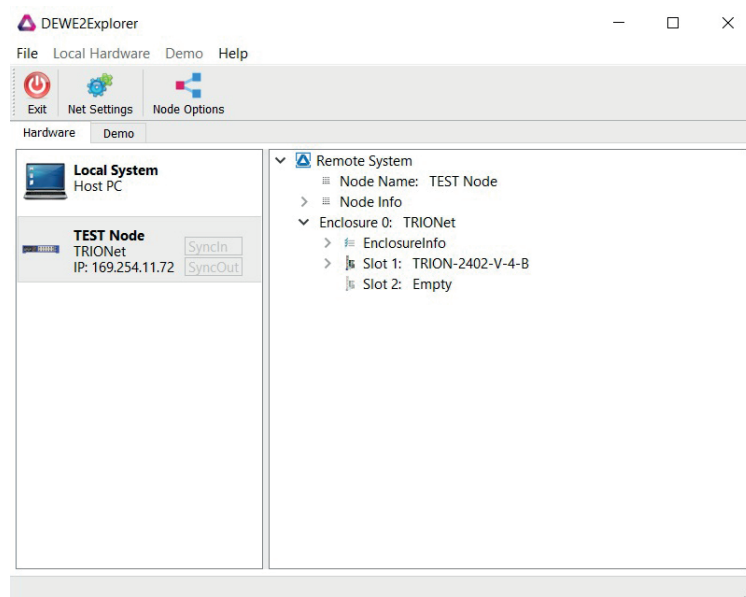 DEWE2Explorer
File Local Hardware Demo Help
Exit Net Settings Node Options
Hardware Demo
Local System
Host PC
TEST Node
TRIONet
IP: 169.254.11.72
SyncIn
SyncOut
Remote System
Node Name: TEST Node
Node Info
Enclosure 0: TRIONet
EnclosureInfo
Slot 1: TRION-2402-V-4-B
Slot 2: Empty